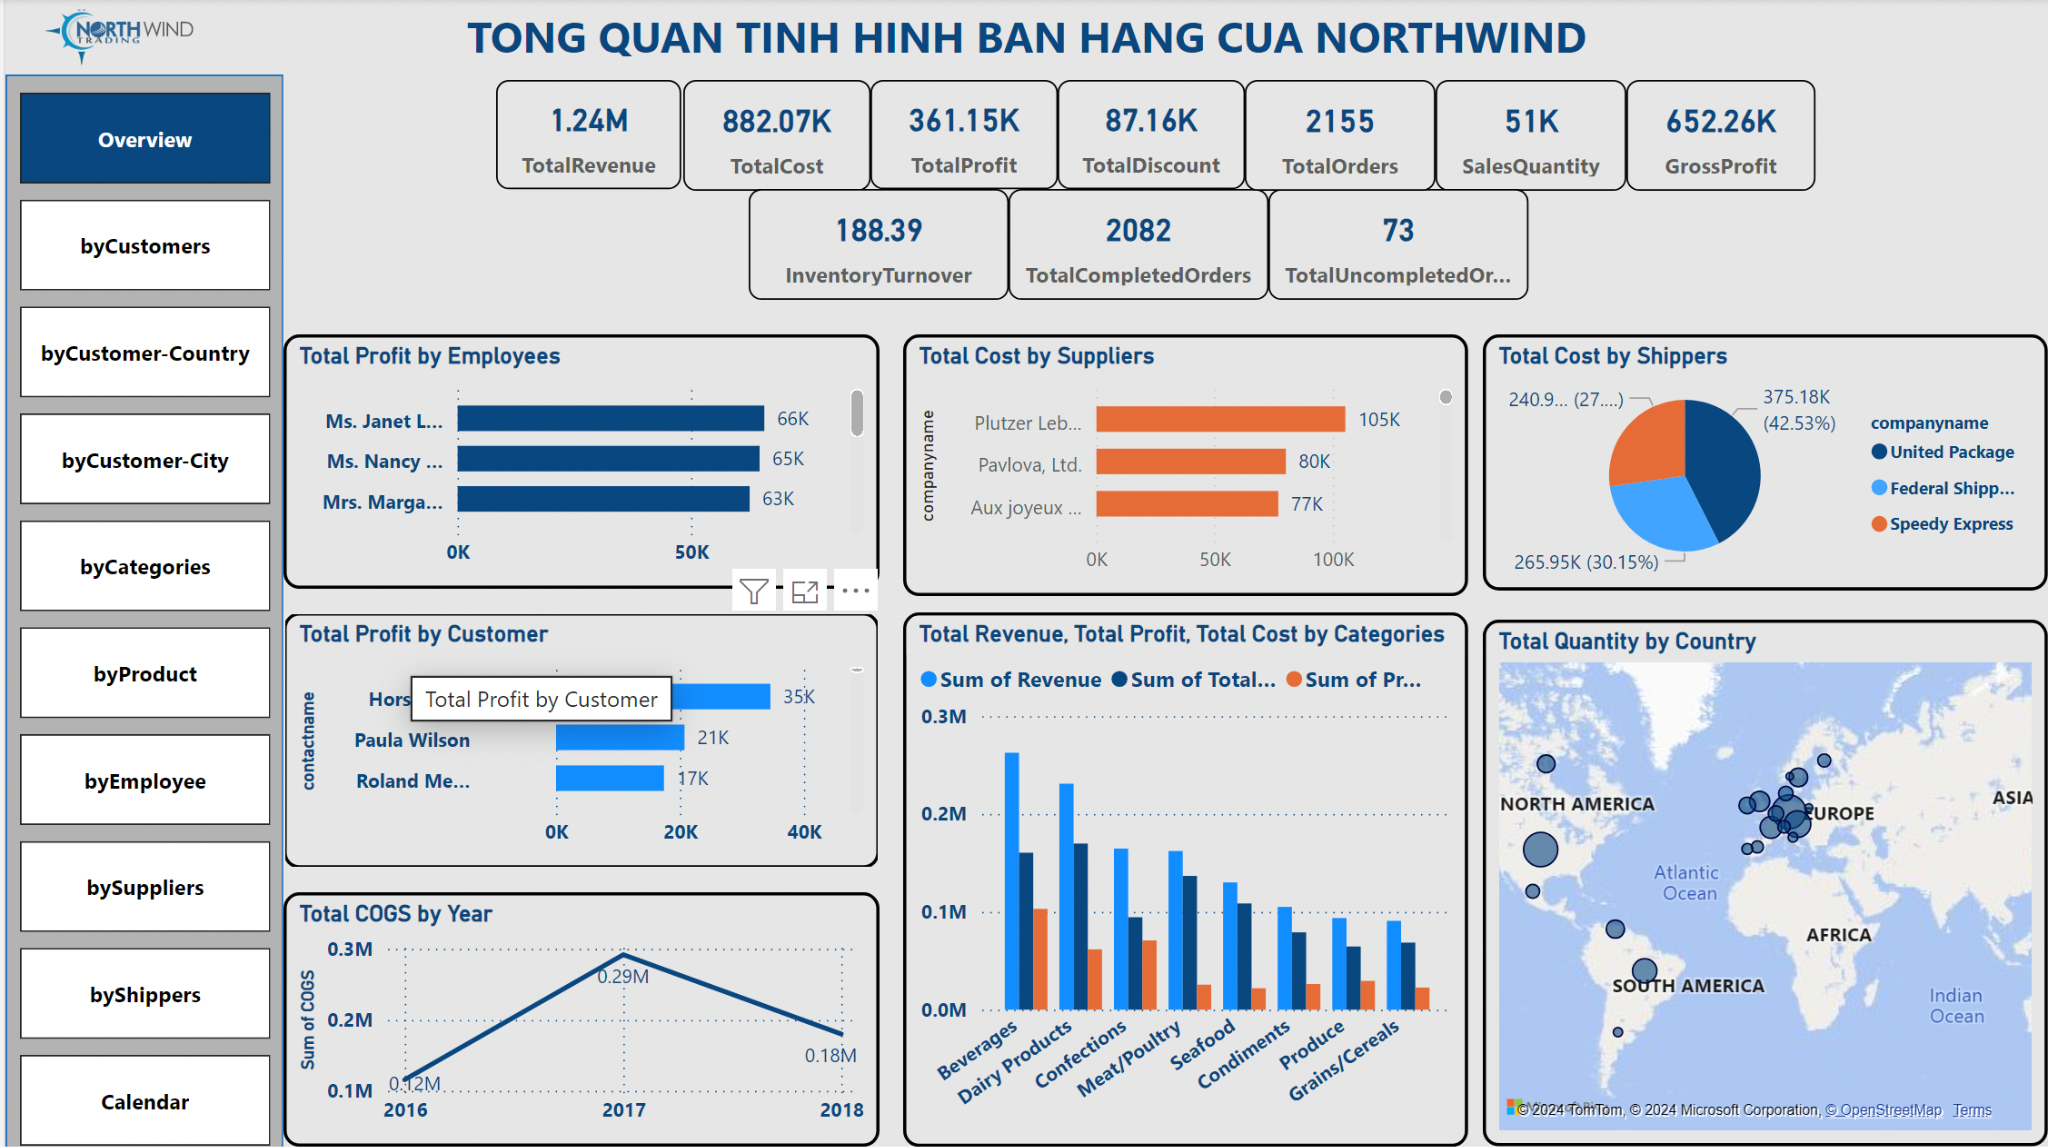 NORTHWIND
TRADING
TONG QUAN TINH HINH BAN HANG CUA NORTHWIND
Overview
byCustomers
byCustomer-Country
byCustomer-City
byCategories
byProduct
byEmployee
bySuppliers
byShippers
Calendar
1.24M
TotalRevenue
882.07K
TotalCost
361.15K
TotalProfit
87.16K
TotalDiscount
2155
TotalOrders
51K
SalesQuantity
652.26K
GrossProfit
188.39
InventoryTurnover
2082
TotalCompletedOrders
73
TotalUncompletedOr...
Total Profit by Employees
Ms. Janet L...
66K
Ms. Nancy ...
65K
Mrs. Marga...
63K
0K 50K
Total Cost by Suppliers
companyname
Plutzer Leb...
105K
Pavlova, Ltd.
80K
Aux joyeux ...
77K
0K 50K 100K
Total Cost by Shippers
240.9... (27....)
375.18K
(42.53%)
265.95K (30.15%)
companyname
United Package
Federal Shipp...
Speedy Express
Total Profit by Customer
contactname
Hors
Total Profit by Customer
35K
Paula Wilson
21K
Roland Me...
17K
0K 20K 40K
Total COGS by Year
Sum of COGS
0.3M
0.2M
0.1M
0.12M
0.29M
0.18M
2016 2017 2018
Total Revenue, Total Profit, Total Cost by Categories
Sum of Revenue Sum of Total... Sum of Pr...
0.3M
0.2M
0.1M
0.0M
Beverages
Dairy Products
Confections
Meat/Poultry
Seafood
Condiments
Produce
Grains/Cereals
Total Quantity by Country
NORTH AMERICA
EUROPE
ASIA
Atlantic
Ocean
AFRICA
SOUTH AMERICA
Indian
Ocean
© 2024 TomTom, © 2024 Microsoft Corporation, © OpenStreetMap Terms